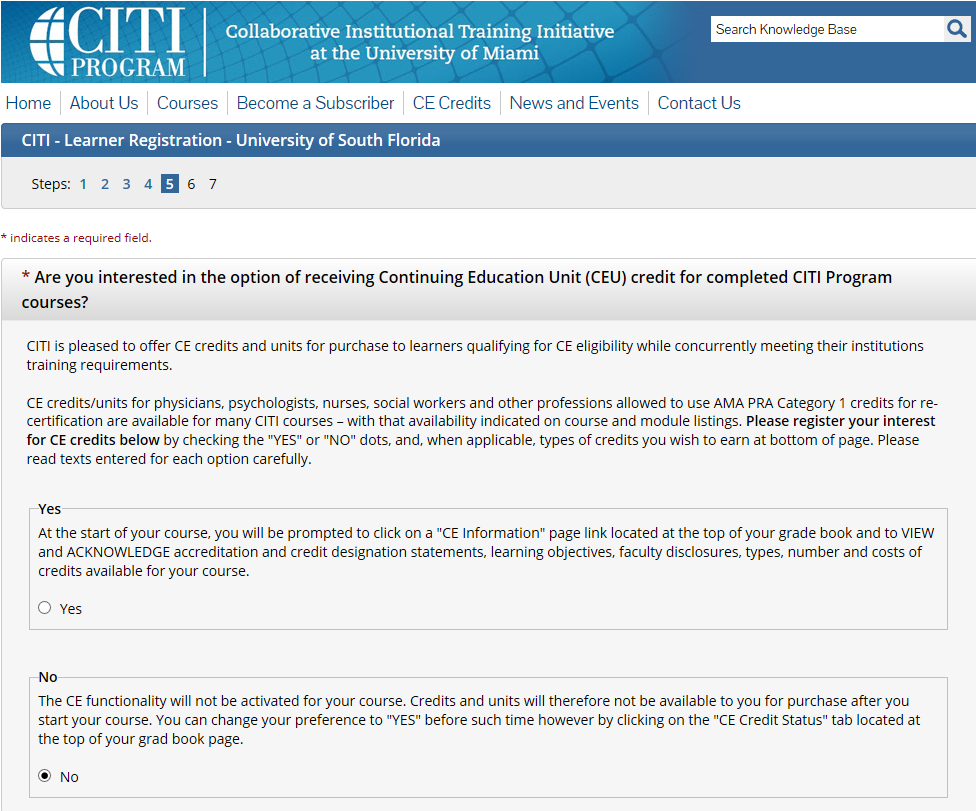 CITI
PROGRAM
Collaborative Institutional Training Initiative
at the University of Miami
Search Knowledge Base
Home About Us Courses Become a Subscriber CE Credits News and Events Contact Us
CITI - Learner Registration - University of South Florida
Steps: 1 2 3 4 5 6 7
* indicates a required field.
* Are you interested in the option of receiving Continuing Education Unit (CEU) credit for completed CITI Program
courses?
CITI is pleased to offer CE credits and units for purchase to learners qualifying for CE eligibility while concurrently meeting their institutions
training requirements.
CE credits/units for physicians, psychologists, nurses, social workers and other professions allowed to use AMA PRA Category 1 credits for re-
certification are available for many CITI courses – with that availability indicated on course and module listings. Please register your interest
for CE credits below by checking the "YES" or "NO" dots, and, when applicable, types of credits you wish to earn at bottom of page. Please
read texts entered for each option carefully.
Yes
At the start of your course, you will be prompted to click on a "CE Information" page link located at the top of your grade book and to VIEW
and ACKNOWLEDGE accreditation and credit designation statements, learning objectives, faculty disclosures, types, number and costs of
credits available for your course.
Yes
No
The CE functionality will not be activated for your course. Credits and units will therefore not be available to you for purchase after you
start your course. You can change your preference to "YES" before such time however by clicking on the "CE Credit Status" tab located at
the top of your grad book page.
No